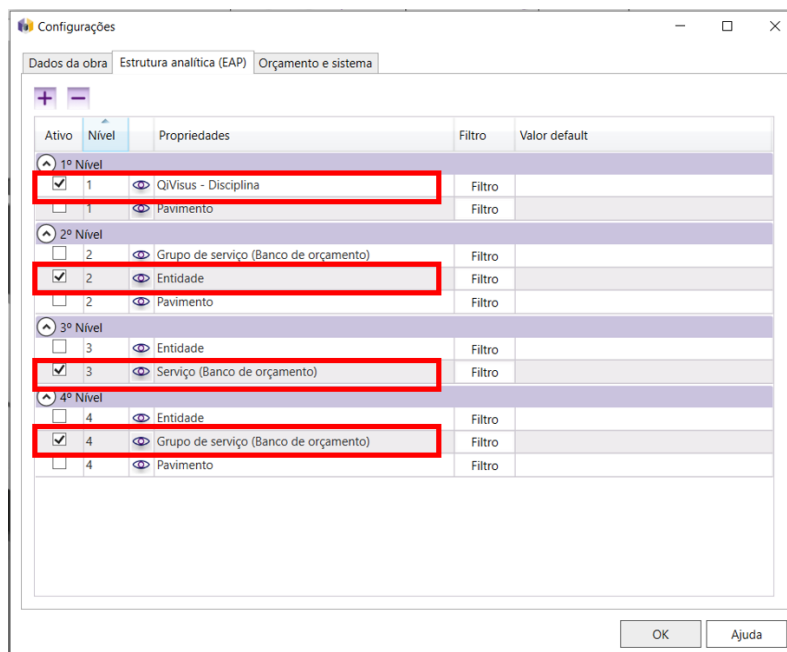 Configurações
Dados da obra Estrutura analítica (EAP) Orçamento e sistema
Ativo Nível Propriedades Filtro Valor default
1º Nível
1 QiVisus - Disciplina Filtro
1 Pavimento Filtro
2º Nível
2 Grupo de serviço (Banco de orçamento) Filtro
2 Entidade Filtro
2 Pavimento Filtro
3º Nível
3 Entidade Filtro
3 Serviço (Banco de orçamento) Filtro
4º Nível
4 Entidade Filtro
4 Grupo de serviço (Banco de orçamento) Filtro
4 Pavimento Filtro
OK Ajuda